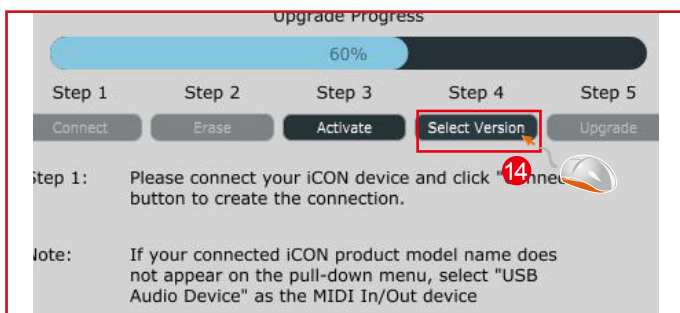 Upgrade Progress
60%
Step 1 Step 2 Step 3 Step 4 Step 5
Connect Erase Activate Select Version Upgrade
Step 1: Please connect your iCON device and click "
14
button to create the connection.
Note: If your connected iCON product model name does
not appear on the pull-down menu, select "USB
Audio Device" as the MIDI In/Out device